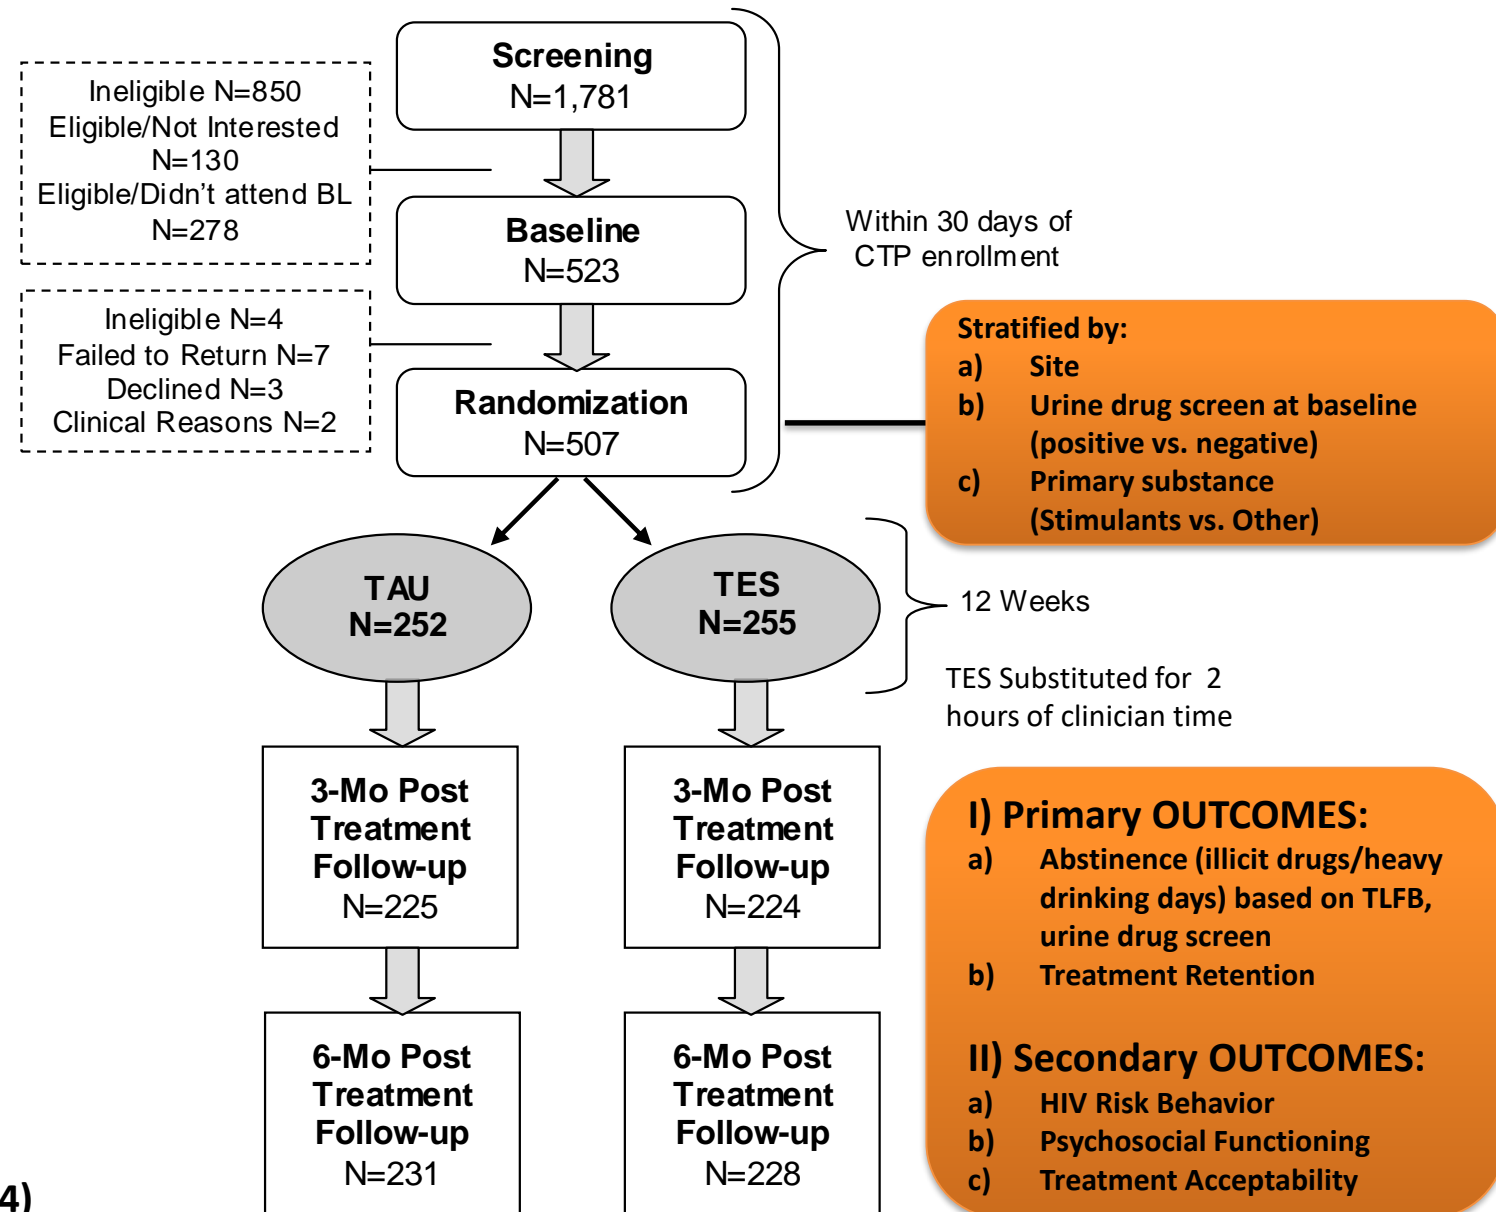 Screening
N=1,781
Ineligible N=850
Eligible/Not Interested
N=130
Eligible/Didn't attend BL
N=278
Baseline
N=523
Within 30 days of
CTP enrollment
Ineligible N=4
Failed to Return N=7
Declined N=3
Clinical Reasons N=2
Randomization
N=507
Stratified by:
a) Site
b) Urine drug screen at baseline
(positive vs. negative)
c) Primary substance
(Stimulants vs. Other)
TAU
N=252
TES
N=255
12 Weeks
TES Substituted for 2
hours of clinician time
3-Mo Post
Treatment
Follow-up
N=225
3-Mo Post
Treatment
Follow-up
N=224
6-Mo Post
Treatment
Follow-up
N=231
6-Mo Post
Treatment
Follow-up
N=228
I) Primary OUTCOMES:
a) Abstinence (illicit drugs/heavy
drinking days) based on TLFB,
urine drug screen
b) Treatment Retention
II) Secondary OUTCOMES:
a) HIV Risk Behavior
b) Psychosocial Functioning
c) Treatment Acceptability
4)